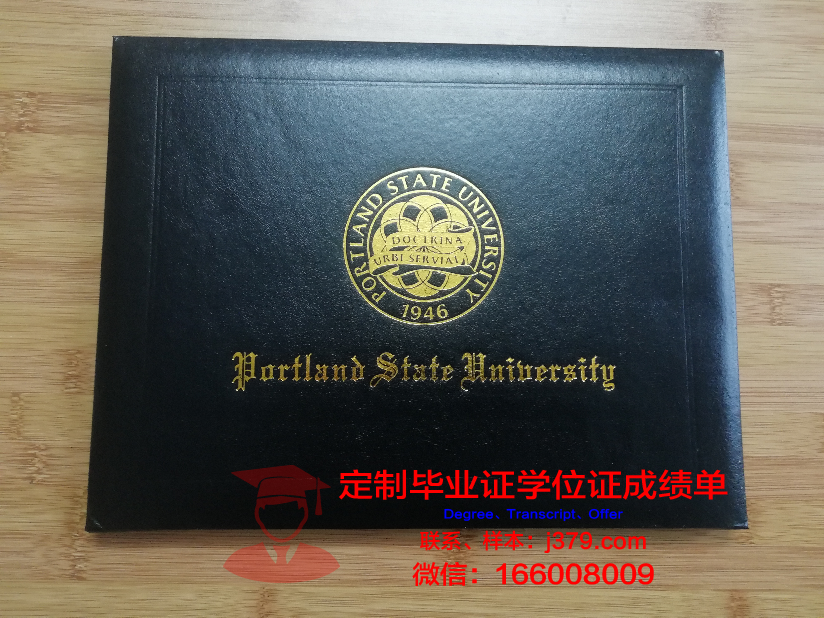 PORTLAND STATE UNIVERSITY
DOCTRINA
URBI SERVIAT
1946
Portland State University
定制毕业证学位证成绩单
Degree、Transcript、Offer
联系、样本：j379.com
微信：166008009